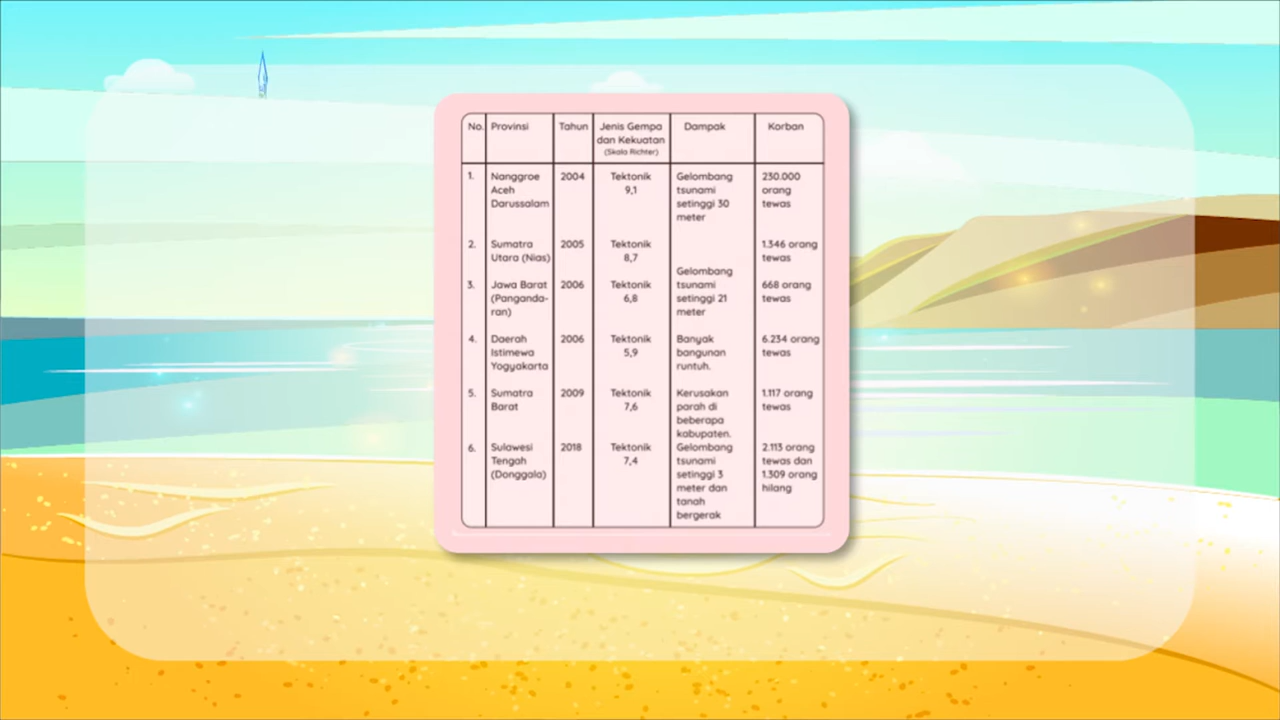 No. Provinsi Tahun Jenis Gempa Dampak Korban
dan Kekuatan
(Skala Richter)
1. Nanggroe 2004 Tektonik Gelombang 230.000
Aceh 9,1 tsunami orang
Darussalam setinggi 30 tewas
meter
2. Sumatra 2005 Tektonik 1.346 orang
Utara (Nias) 8,7 tewas
Gelombang
3. Jawa Barat 2006 Tektonik tsunami 668 orang
(Panganda- 6,8 setinggi 21 tewas
ran) meter
4. Daerah 2006 Tektonik Banyak 6.234 orang
Istimewa 5,9 bangunan tewas
Yogyakarta runtuh.
5. Sumatra 2009 Tektonik Kerusakan 1.117 orang
Barat 7,6 parah di tewas
beberapa
kabupaten.
6. Sulawesi 2018 Tektonik Gelombang 2.113 orang
Tengah 7,4 tsunami tewas dan
(Donggala) setinggi 3 1.309 orang
meter dan hilang
tanah
bergerak